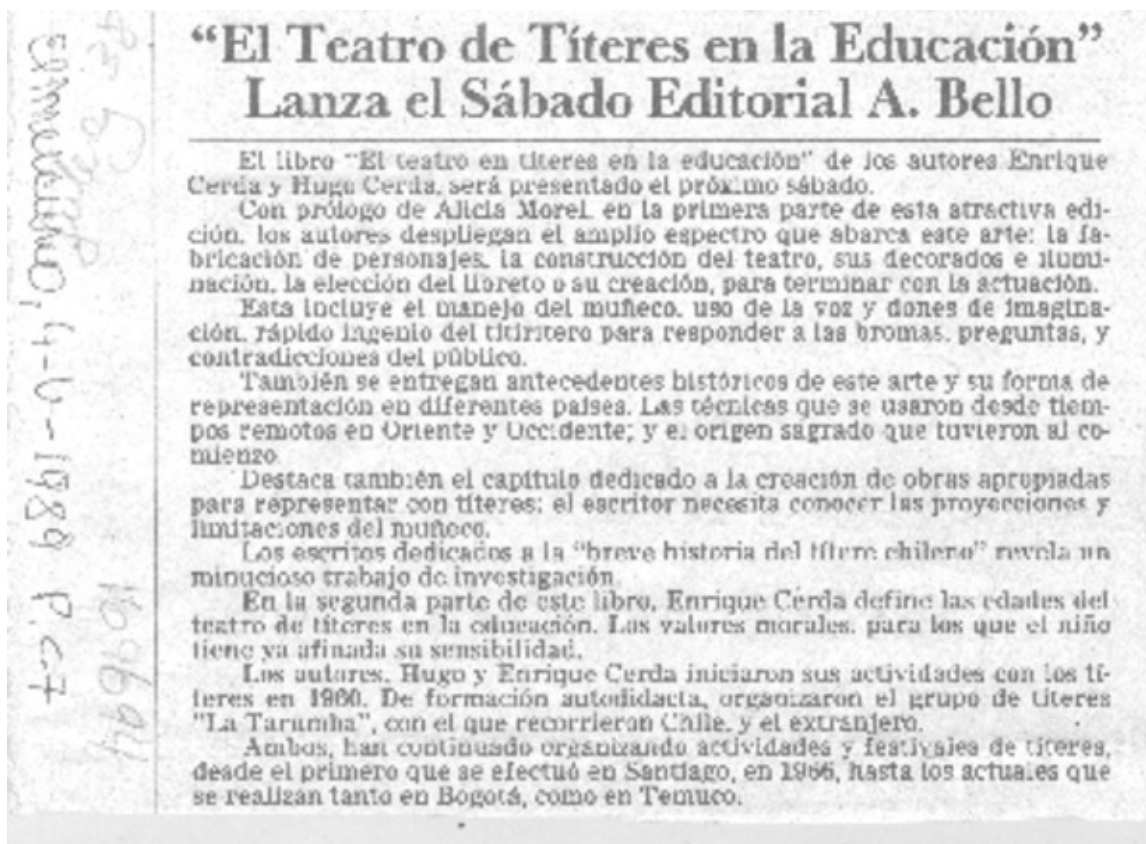 “El Teatro de Títeres en la Educación”
Lanza el Sábado Editorial A. Bello
El libro “El teatro en títeres en la educación” de los autores Enrique
Cerda y Hugo Cerda, será presentado el próximo sábado.
Con prólogo de Alicia Morel, en la primera parte de esta atractiva edi-
ción, los autores despliegan el amplio espectro que abarca este arte: la fa-
bricación de personajes, la construcción del teatro, sus decorados e ilumi-
nación, la elección del libreto o su creación, para terminar con la actuación.
Esta incluye el manejo del muñeco, uso de la voz y dones de imagina-
ción, rápido ingenio del titiritero para responder a las bromas, preguntas, y
contradicciones del público.
También se entregan antecedentes históricos de este arte y su forma de
representación en diferentes países. Las técnicas que se usaron desde tiem-
pos remotos en Oriente y Occidente; y el origen sagrado que tuvieron al co-
mienzo.
Destaca también el capítulo dedicado a la creación de obras apropiadas
para representar con títeres; el escritor necesita conocer las proyecciones y
limitaciones del muñeco.
Los escritos dedicados a la “breve historia del títere chileno” revela un
minucioso trabajo de investigación.
En la segunda parte de este libro, Enrique Cerda define las edades del
teatro de títeres en la educación. Los valores morales, para los que el niño
tiene ya afinada su sensibilidad.
Los autores, Hugo y Enrique Cerda iniciaron sus actividades con los tí-
teres en 1960. De formación autodidacta, organizaron el grupo de títeres
"La Tarumba", con el que recorrieron Chile, y el extranjero.
Ambos, han continuado organizando actividades y festivales de títeres,
desde el primero que se efectuó en Santiago, en 1966, hasta los actuales que
se realizan tanto en Bogotá, como en Temuco.
1989 P. C-7